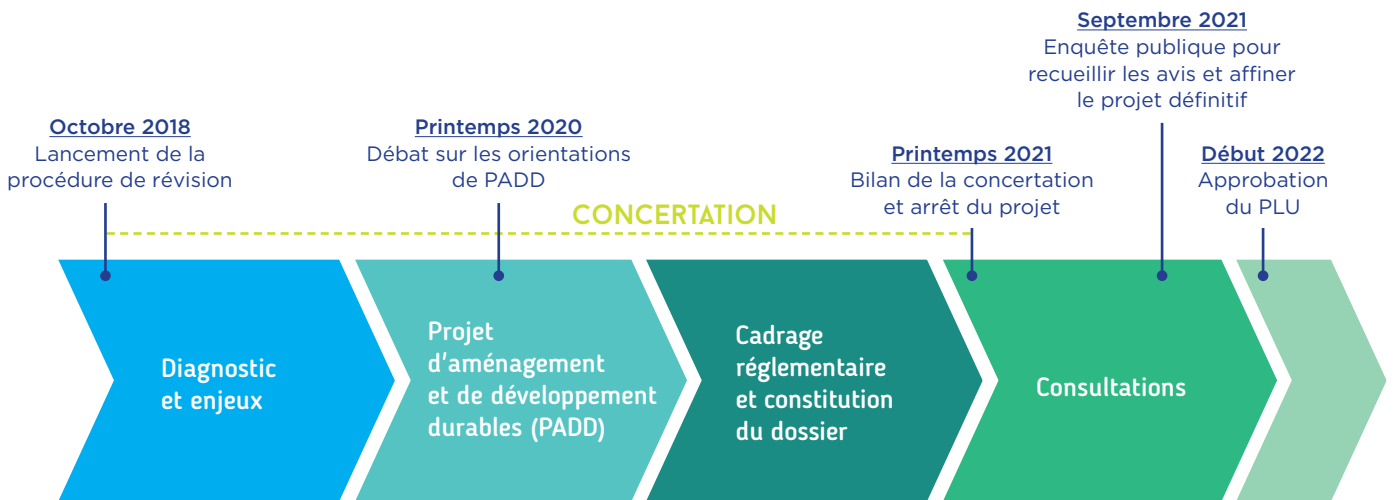 Septembre 2021
Enquête publique pour
recueillir les avis et affiner
le projet définitif
Octobre 2018
Lancement de la
procédure de révision
Printemps 2020
Débat sur les orientations
de PADD
Printemps 2021
Bilan de la concertation
et arrêt du projet
Début 2022
Approbation
du PLU
CONCERTATION
Diagnostic
et enjeux
Projet
d'aménagement
et de développement
durables (PADD)
Cadrage
réglementaire
et constitution
du dossier
Consultations